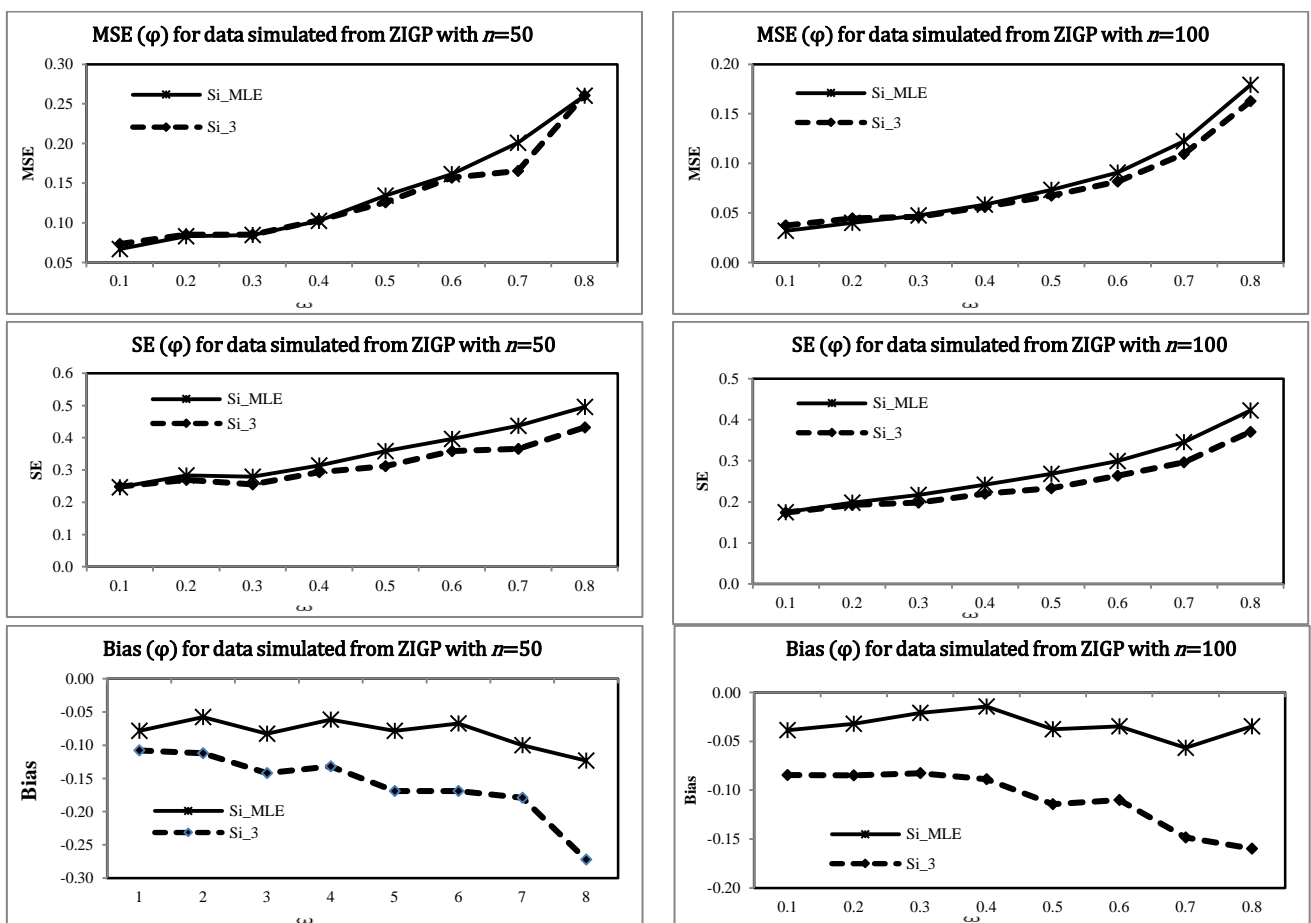 MSE (φ) for data simulated from ZIGP with n=50
0.30
0.25
0.20
0.15
0.10
0.05
MSE
Si_MLE
Si_3
0.1 0.2 0.3 0.4 0.5 0.6 0.7 0.8
ω
MSE (φ) for data simulated from ZIGP with n=100
0.20
0.15
0.10
0.05
0.00
MSE
Si_MLE
Si_3
0.1 0.2 0.3 0.4 0.5 0.6 0.7 0.8
ω
SE (φ) for data simulated from ZIGP with n=50
0.6
0.5
0.4
0.3
0.2
0.1
0.0
SE
Si_MLE
Si_3
0.1 0.2 0.3 0.4 0.5 0.6 0.7 0.8
ω
SE (φ) for data simulated from ZIGP with n=100
0.5
0.4
0.3
0.2
0.1
0.0
SE
Si_MLE
Si_3
0.1 0.2 0.3 0.4 0.5 0.6 0.7 0.8
ω
Bias (φ) for data simulated from ZIGP with n=50
0.00
-0.05
-0.10
-0.15
-0.20
-0.25
-0.30
Bias
Si_MLE
Si_3
1 2 3 4 5 6 7 8
ω
Bias (φ) for data simulated from ZIGP with n=100
0.00
-0.05
-0.10
-0.15
-0.20
Bias
Si_MLE
Si_3
0.1 0.2 0.3 0.4 0.5 0.6 0.7 0.8
ω